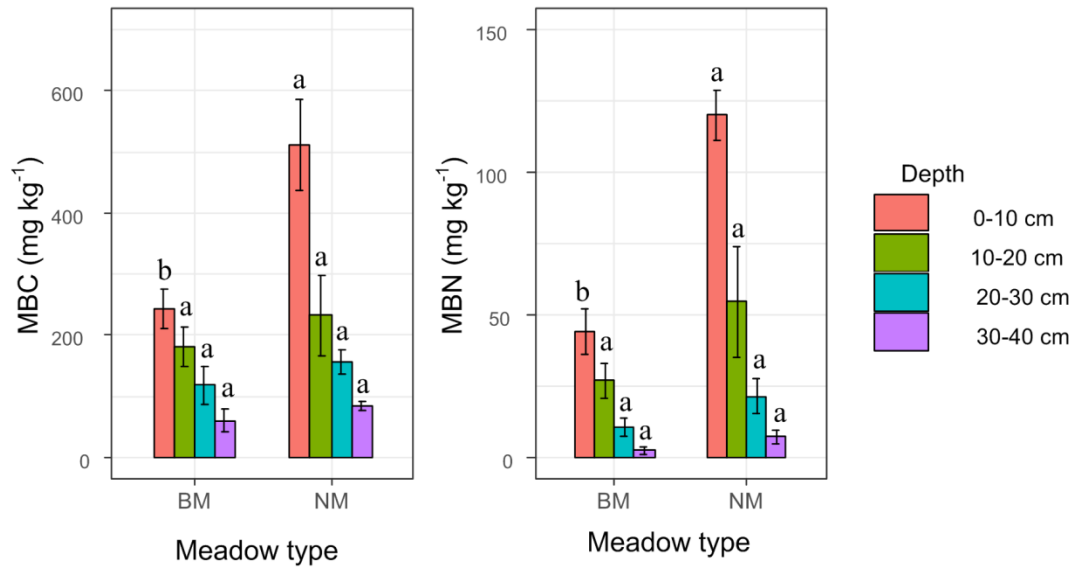 MBC (mg kg⁻¹)
600
400
200
0
b
a
a
a
a
a
a
a
BM
NM
Meadow type
MBN (mg kg⁻¹)
150
100
50
0
b
a
a
a
a
a
a
a
BM
NM
Meadow type
Depth
0-10 cm
10-20 cm
20-30 cm
30-40 cm